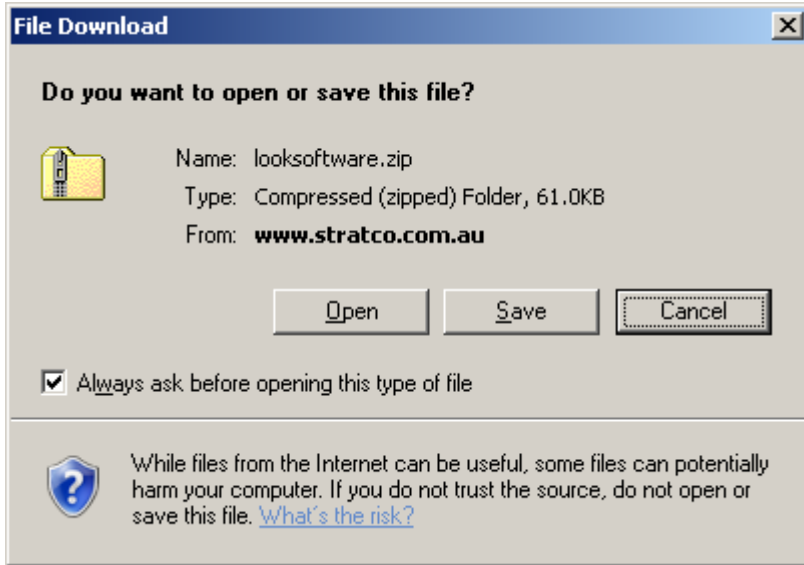 File Download
Do you want to open or save this file?
Name: looksoftware.zip
Type: Compressed (zipped) Folder, 61.0KB
From: www.stratco.com.au
Open Save Cancel
Always ask before opening this type of file
While files from the Internet can be useful, some files can potentially
harm your computer. If you do not trust the source, do not open or
save this file. What's the risk?